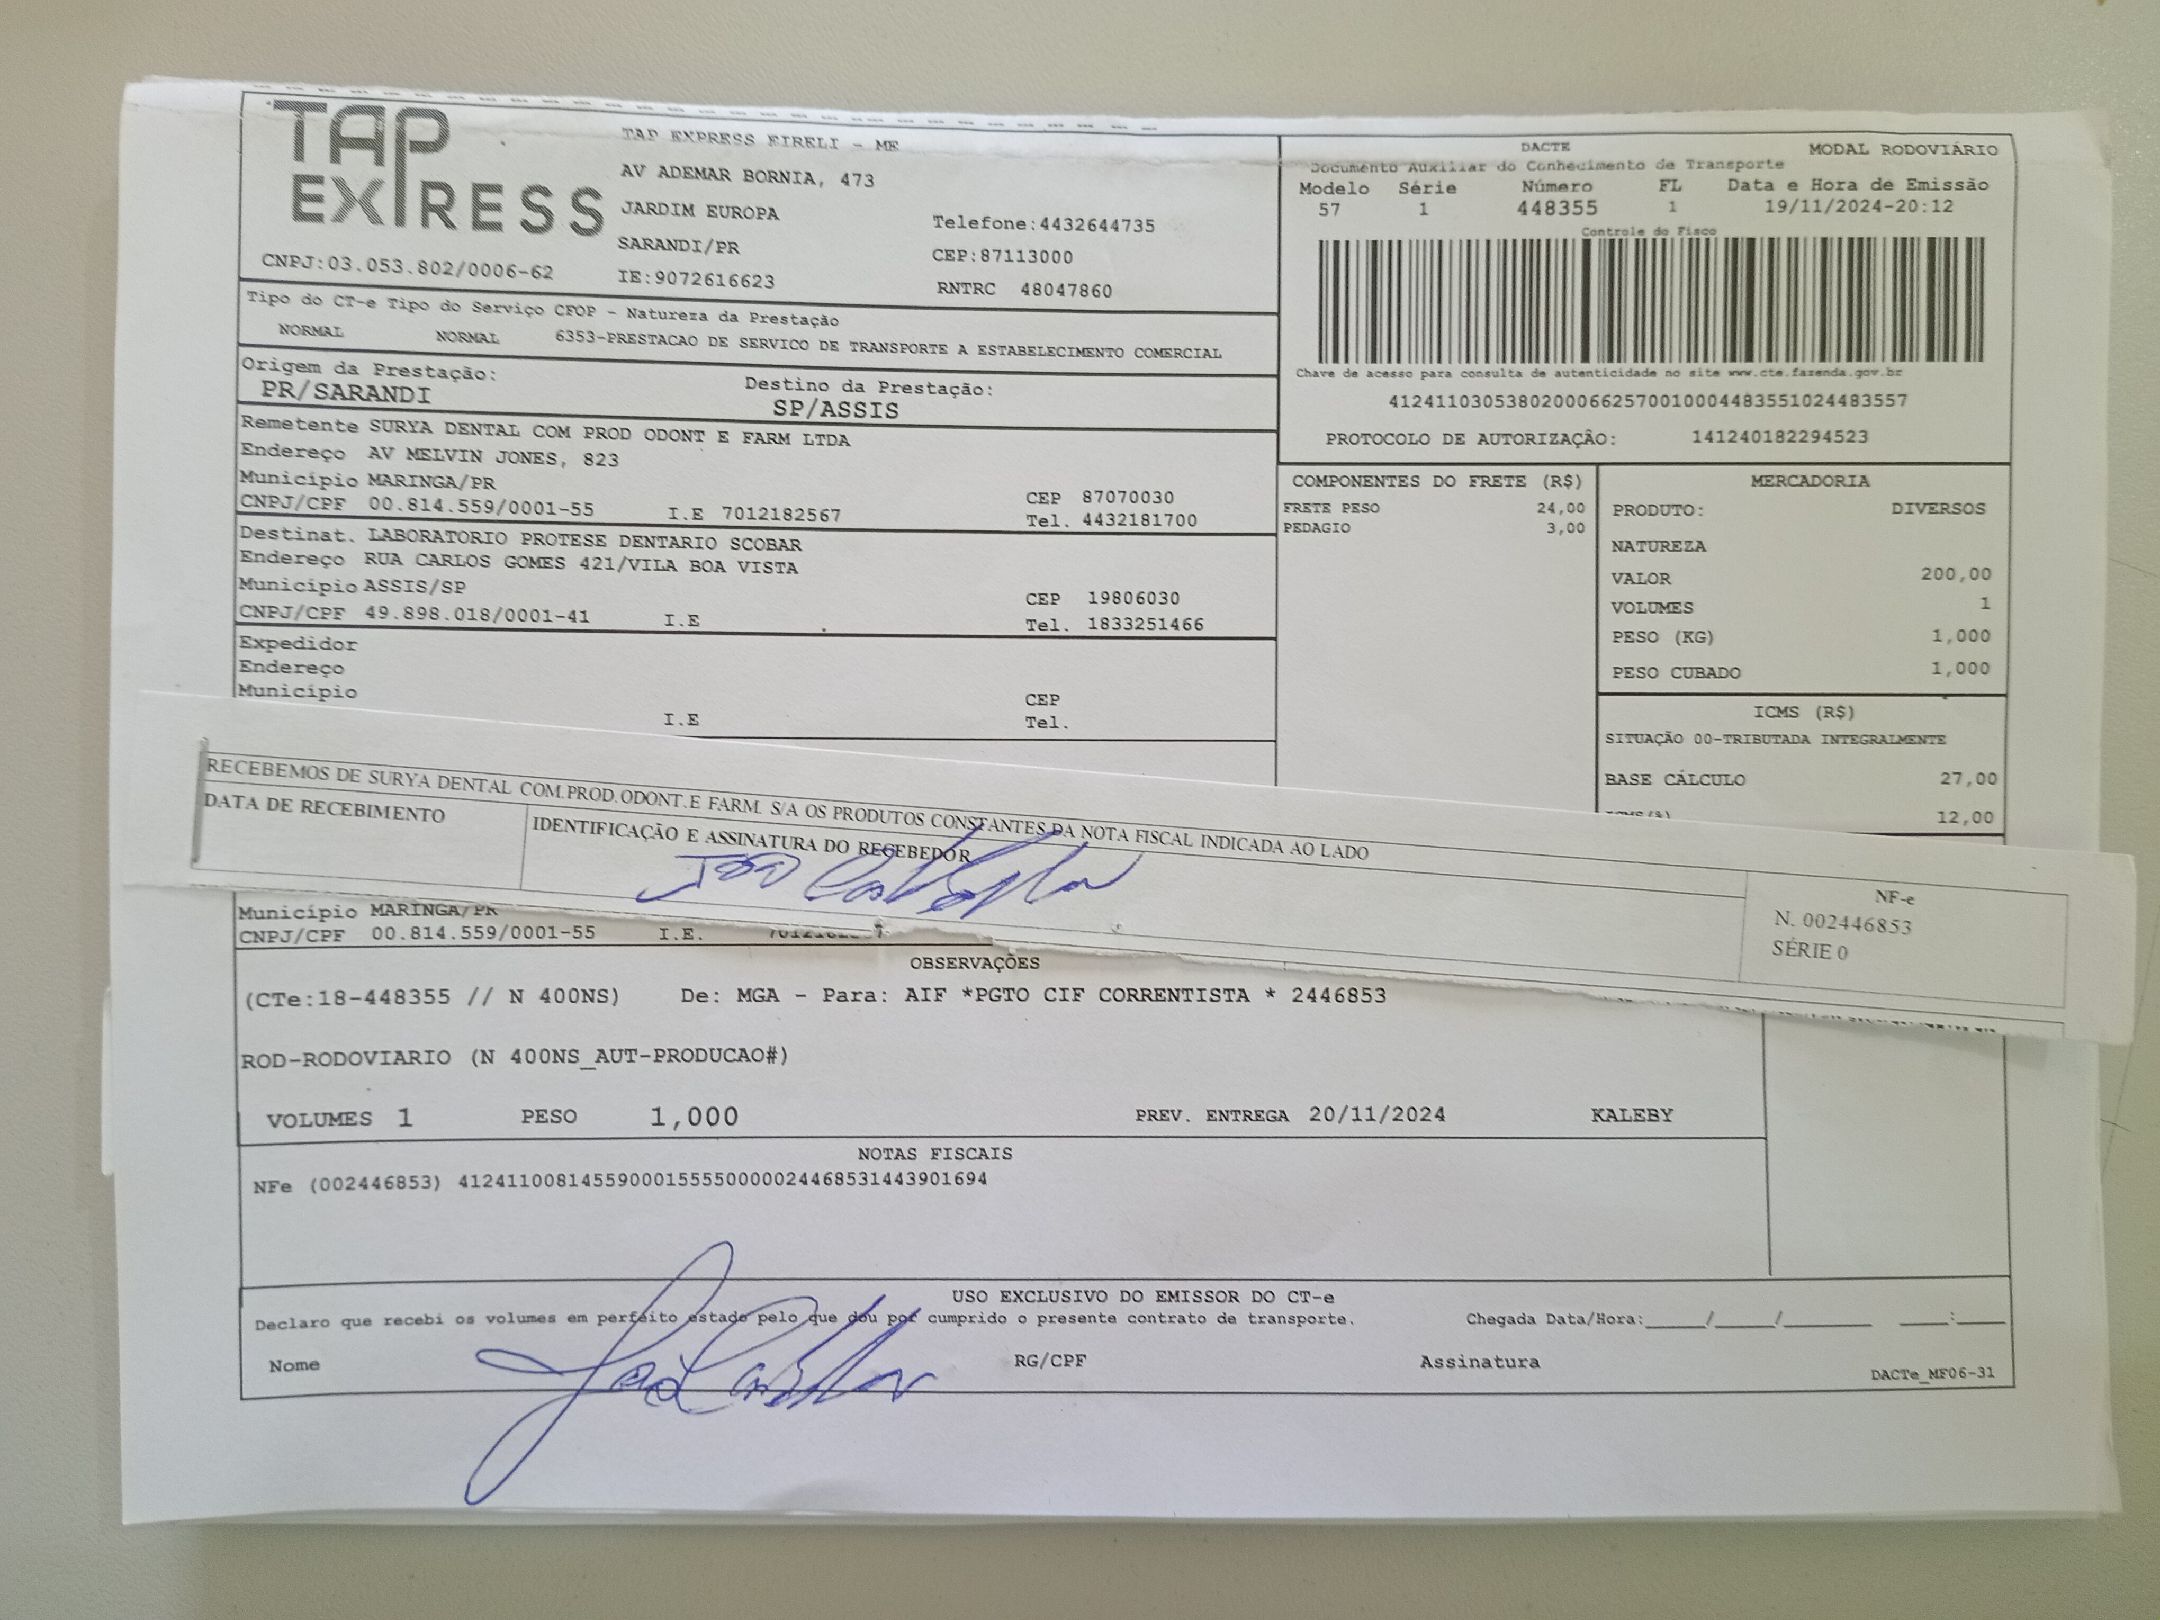 TAP
EXPRESS
TAP EXPRESS EIRELI - ME
AV ADEMAR BORNIA, 473
JARDIM EUROPA
Telefone:4432644735
SARANDI/PR
CEP:87113000
CNPJ:03.053.802/0006-62
IE:9072616623
RNTRC 48047860
DACTE
MODAL RODOVIÁRIO
Documento Auxiliar do Conhecimento de Transporte
Modelo Série Número FL Data e Hora de Emissão
57 1 448355 1 19/11/2024-20:12
Controle do Fisco
Chave de acesso para consulta de autenticidade no site www.cte.fazenda.gov.br
41241103053802000662570010004483551024483557
PROTOCOLO DE AUTORIZAÇÃO: 141240182294523
Tipo do CT-e Tipo do Serviço CFOP - Natureza da Prestação
NORMAL NORMAL 6353-PRESTACAO DE SERVICO DE TRANSPORTE A ESTABELECIMENTO COMERCIAL
Origem da Prestação: Destino da Prestação:
PR/SARANDI SP/ASSIS
Remetente SURYA DENTAL COM PROD ODONT E FARM LTDA
Endereço AV MELVIN JONES, 823
Município MARINGA/PR CEP 87070030
CNPJ/CPF 00.814.559/0001-55 I.E 7012182567 Tel. 4432181700
Destinat. LABORATORIO PROTESE DENTARIO SCOBAR
Endereço RUA CARLOS GOMES 421/VILA BOA VISTA
Município ASSIS/SP CEP 19806030
CNPJ/CPF 49.898.018/0001-41 I.E Tel. 1833251466
Expedidor
Endereço
Município CEP
I.E Tel.
COMPONENTES DO FRETE (R$)
FRETE PESO 24,00
PEDAGIO 3,00
MERCADORIA
PRODUTO: DIVERSOS
NATUREZA
VALOR 200,00
VOLUMES 1
PESO (KG) 1,000
PESO CUBADO 1,000
ICMS (R$)
SITUAÇÃO 00-TRIBUTADA INTEGRALMENTE
BASE CÁLCULO 27,00
12,00
RECEBEMOS DE SURYA DENTAL COM.PROD.ODONT.E FARM. S/A OS PRODUTOS CONSTANTES DA NOTA FISCAL INDICADA AO LADO
DATA DE RECEBIMENTO
IDENTIFICAÇÃO E ASSINATURA DO RECEBEDOR
NF-e
N. 002446853
SÉRIE 0
Município MARINGA/PR
CNPJ/CPF 00.814.559/0001-55 I.E.
OBSERVAÇÕES
(CTe:18-448355 // N 400NS) De: MGA - Para: AIF *PGTO CIF CORRENTISTA * 2446853
ROD-RODOVIARIO (N 400NS_AUT-PRODUCAO#)
VOLUMES 1 PESO 1,000 PREV. ENTREGA 20/11/2024 KALEBY
NOTAS FISCAIS
NFe (002446853) 41241100814559000155550000024468531443901694
USO EXCLUSIVO DO EMISSOR DO CT-e
Declaro que recebi os volumes em perfeito estado pelo que dou por cumprido o presente contrato de transporte. Chegada Data/Hora:_____/_____/_______ ____:____
Nome RG/CPF Assinatura
DACTe_MF06-31